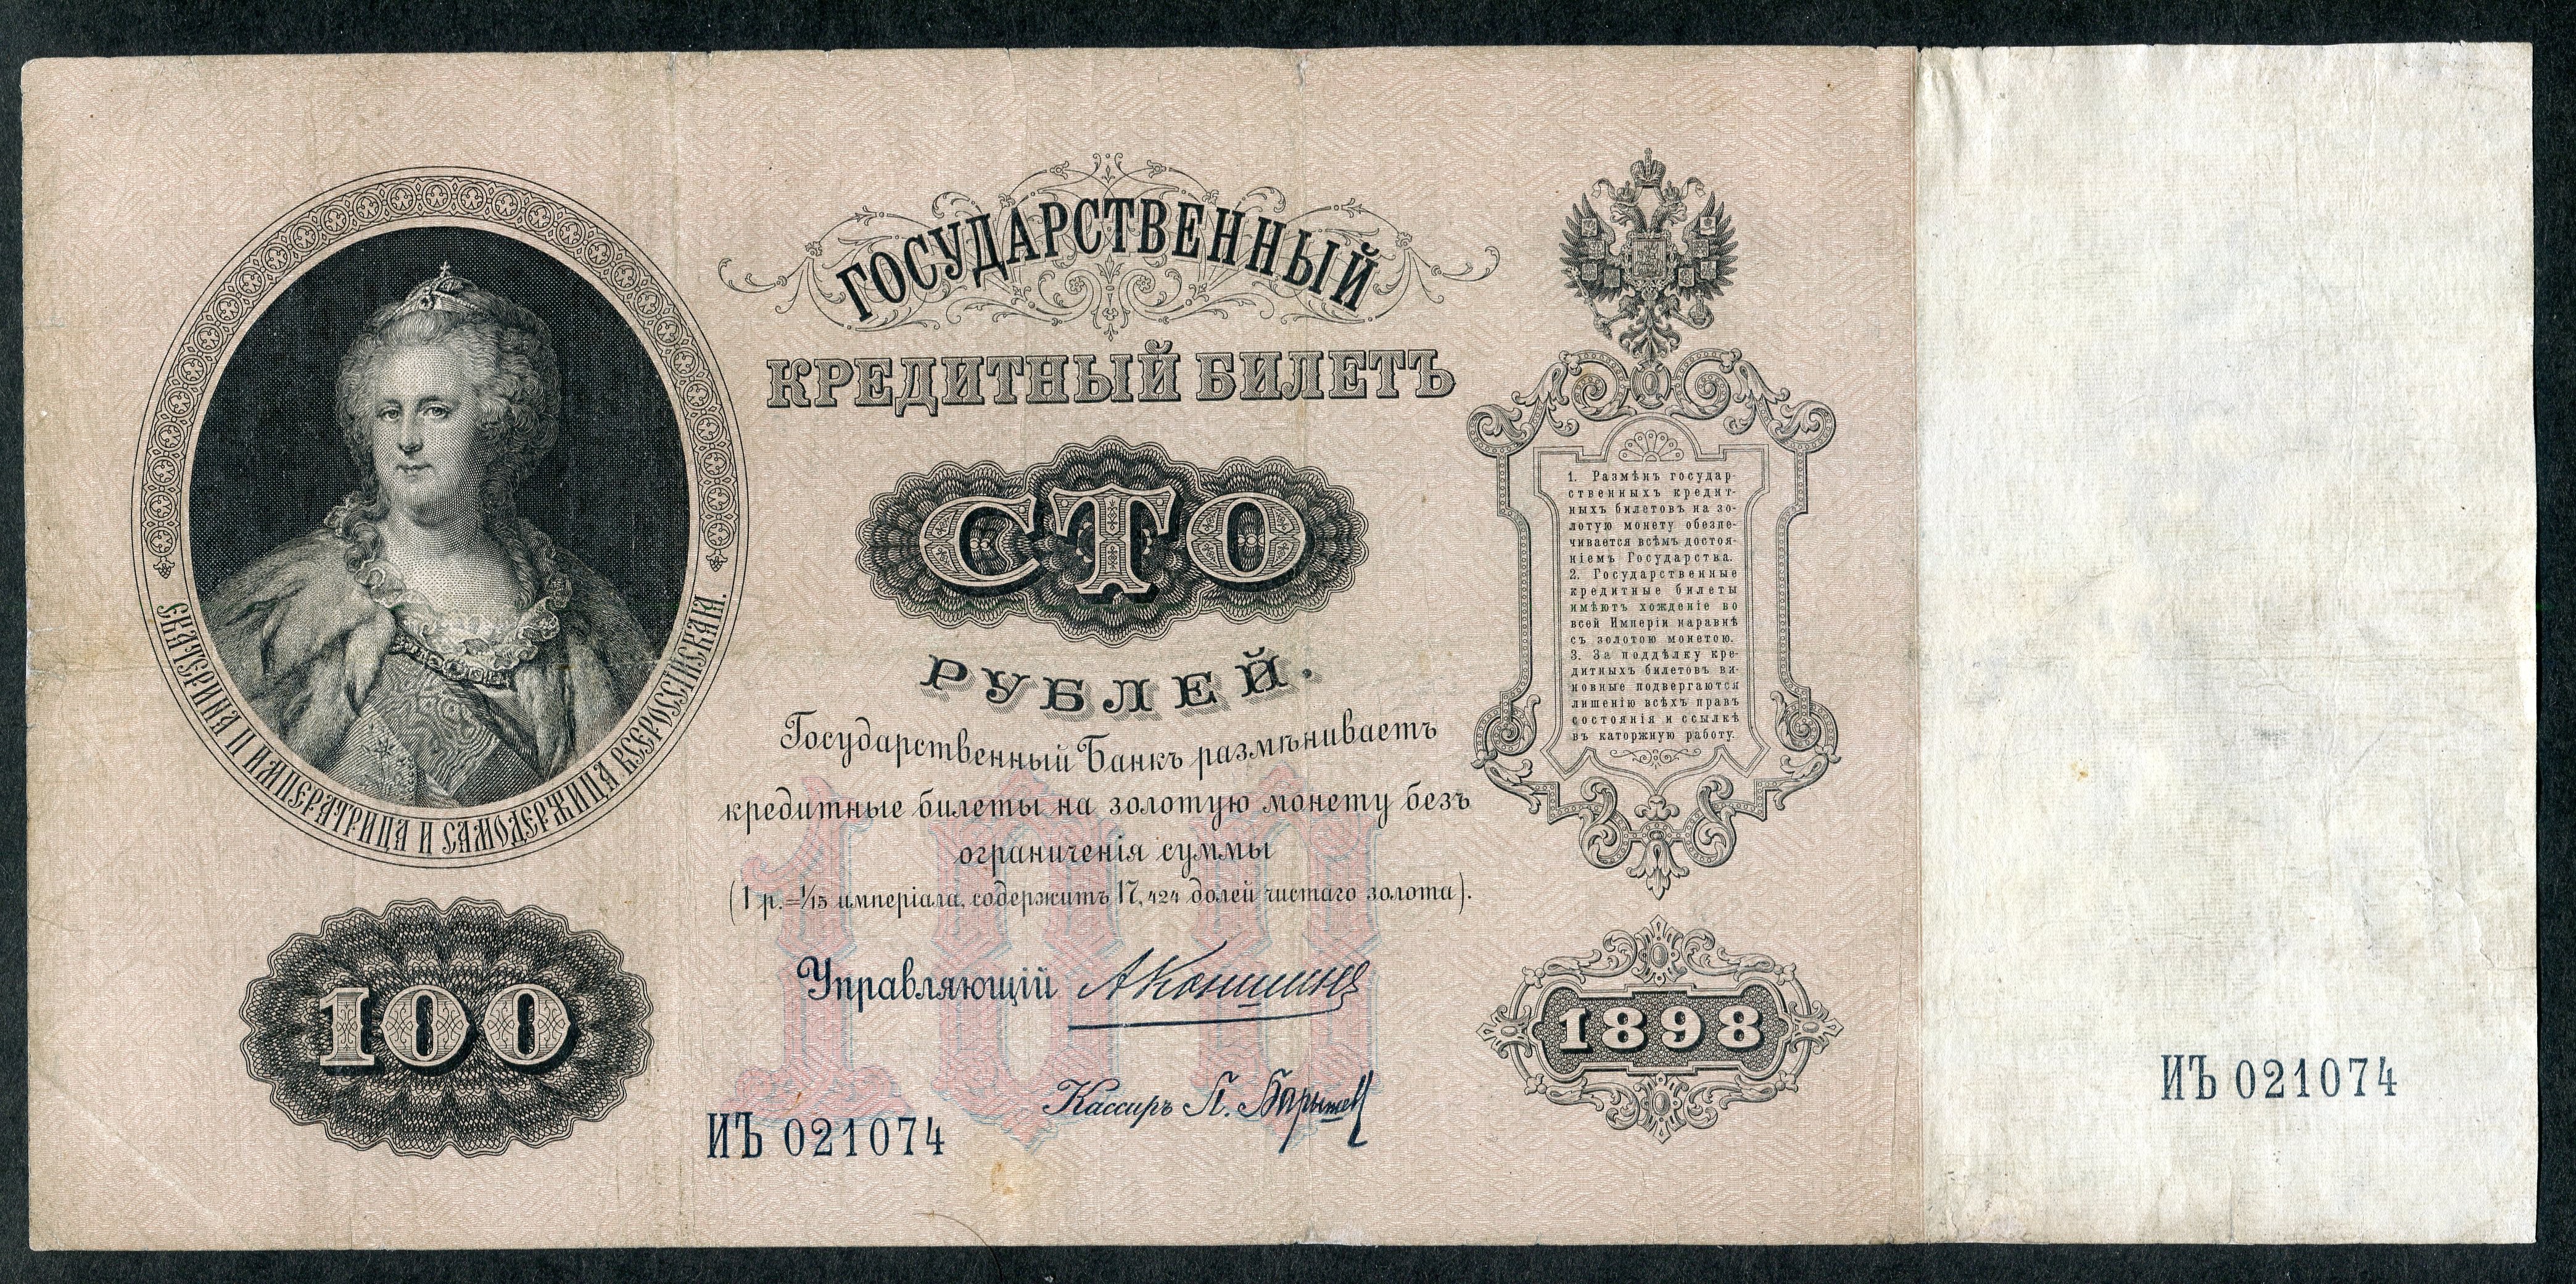 ГОСУДАРСТВЕННЫЙ
КРЕДИТНЫЙ БИЛЕТЪ
СТО
РУБЛЕЙ.
Государственный Банкъ размѣниваетъ
кредитные билеты на золотую монету безъ
ограниченія суммы
(1 р.=1/15 имперіала, содержитъ 17,424 долей чистаго золота).
Управляющій АКоншинъ
Кассиръ
ИЪ 021074
ЕКАТЕРИНА II ИМПЕРАТРИЦА И САМОДЕРЖИЦА ВСЕРОССІЙСКАЯ.
100
100
1. Размѣнъ государ-
ственныхъ кредит-
ныхъ билетовъ на зо-
лотую монету обезпе-
чивается всѣмъ достоя-
ніемъ Государства.
2. Государственные
кредитные билеты
имѣютъ хожденіе во
всей Имперіи наравнѣ
съ золотою монетою.
3. За поддѣлку кре-
дитныхъ билетовъ ви-
новные подвергаются
лишенію всѣхъ правъ
состоянія и ссылкѣ
въ каторжную работу.
1898
ИЪ 021074